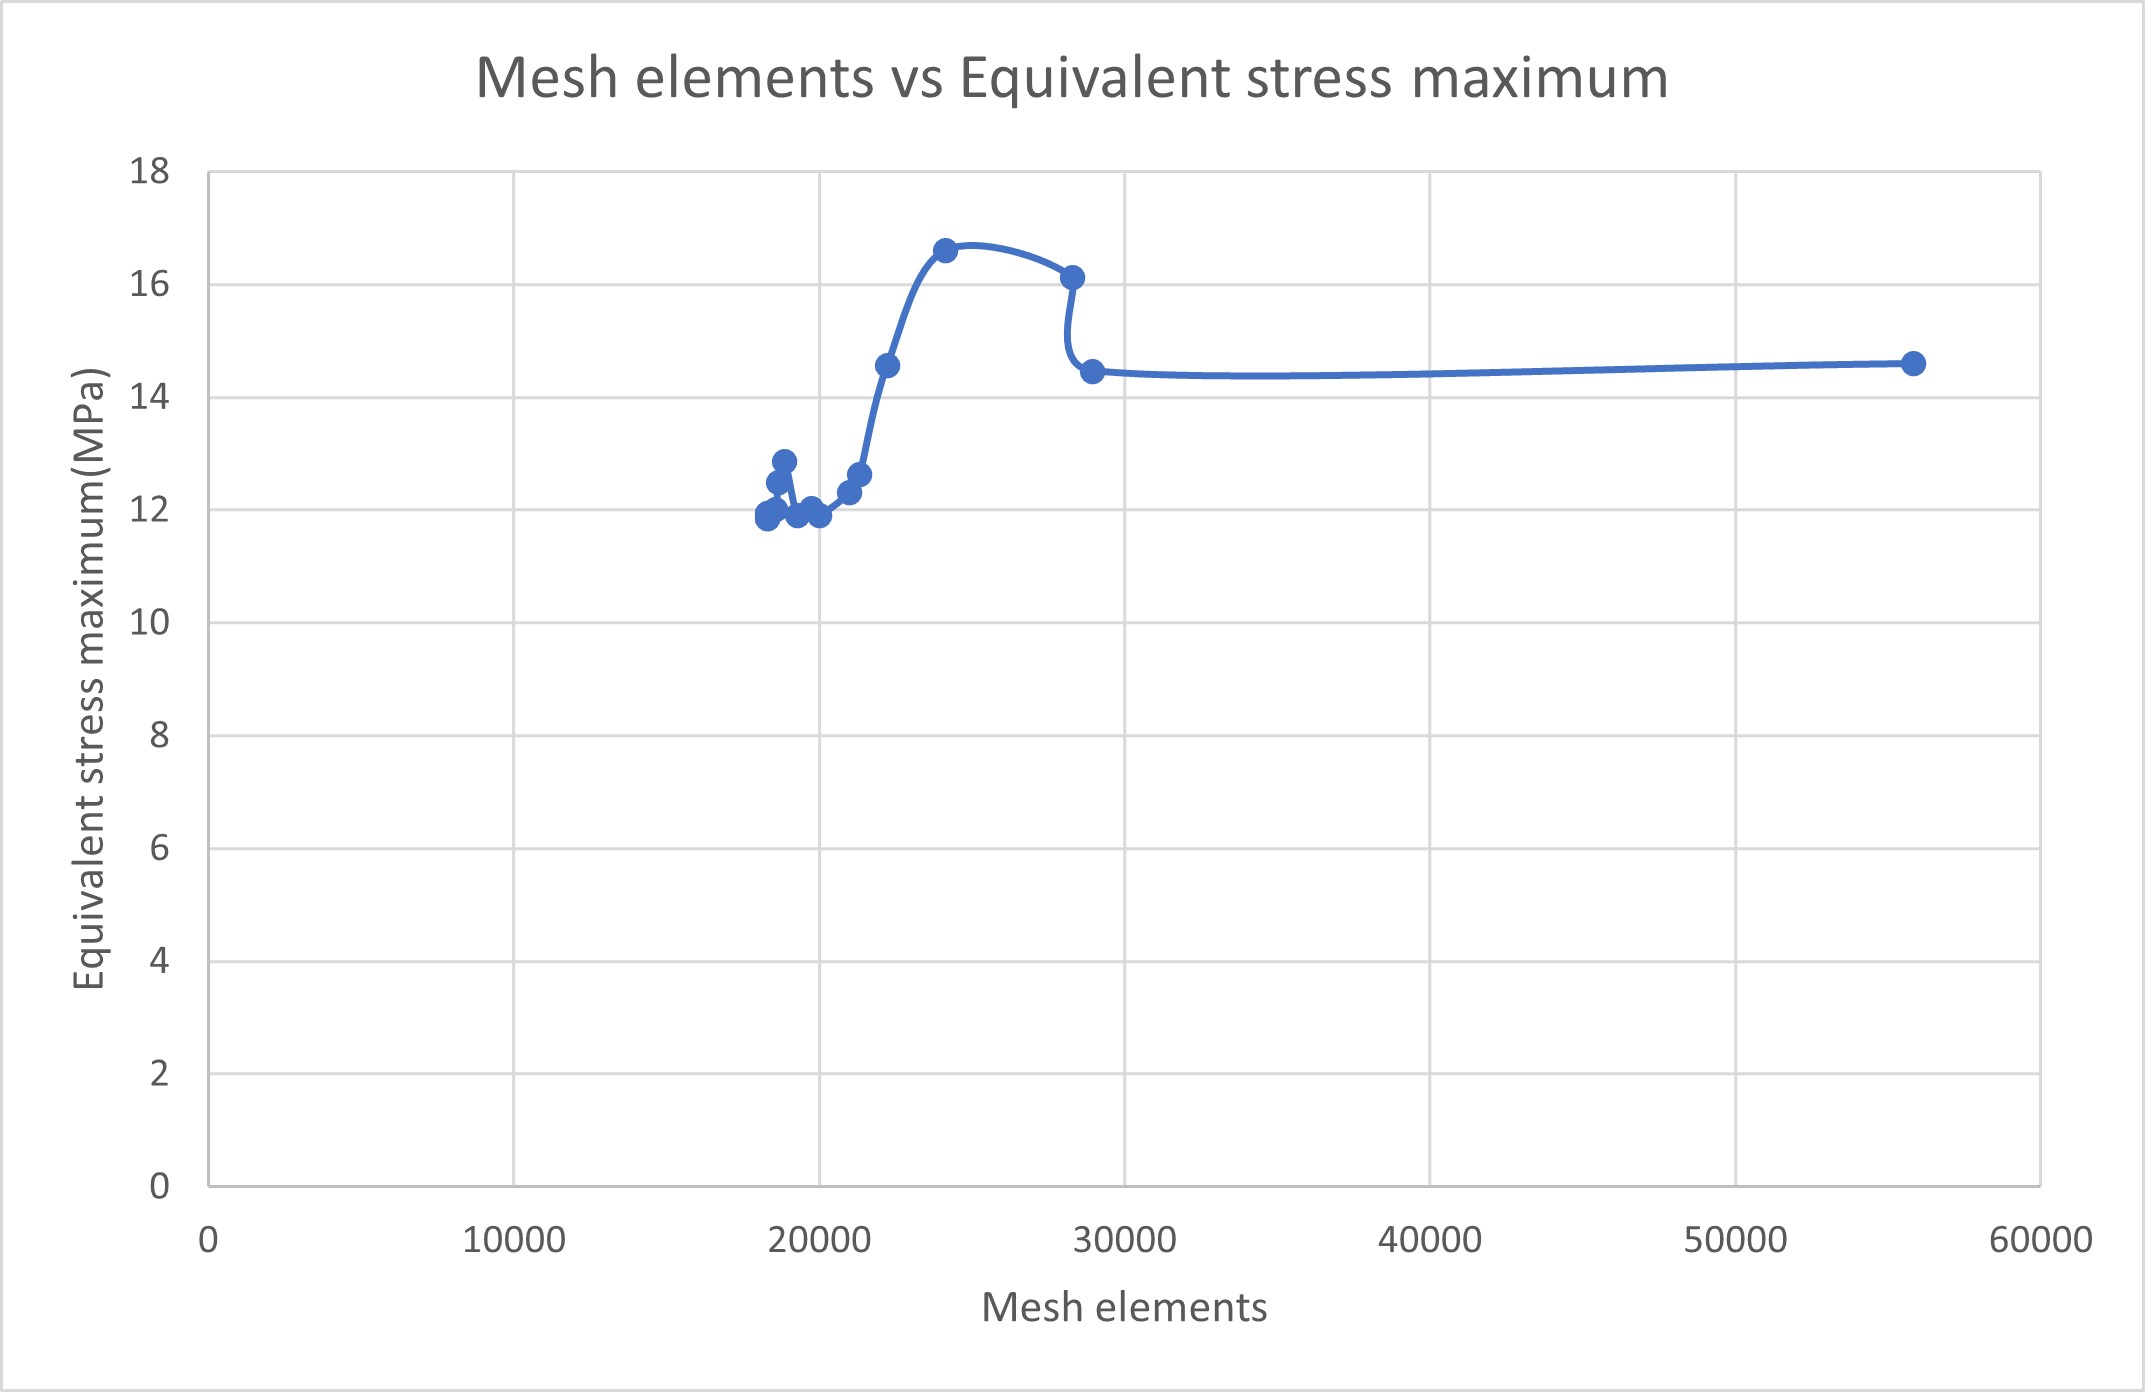 Mesh elements vs Equivalent stress maximum
Equivalent stress maximum(MPa)
18
16
14
12
10
8
6
4
2
0
0 10000 20000 30000 40000 50000 60000
Mesh elements